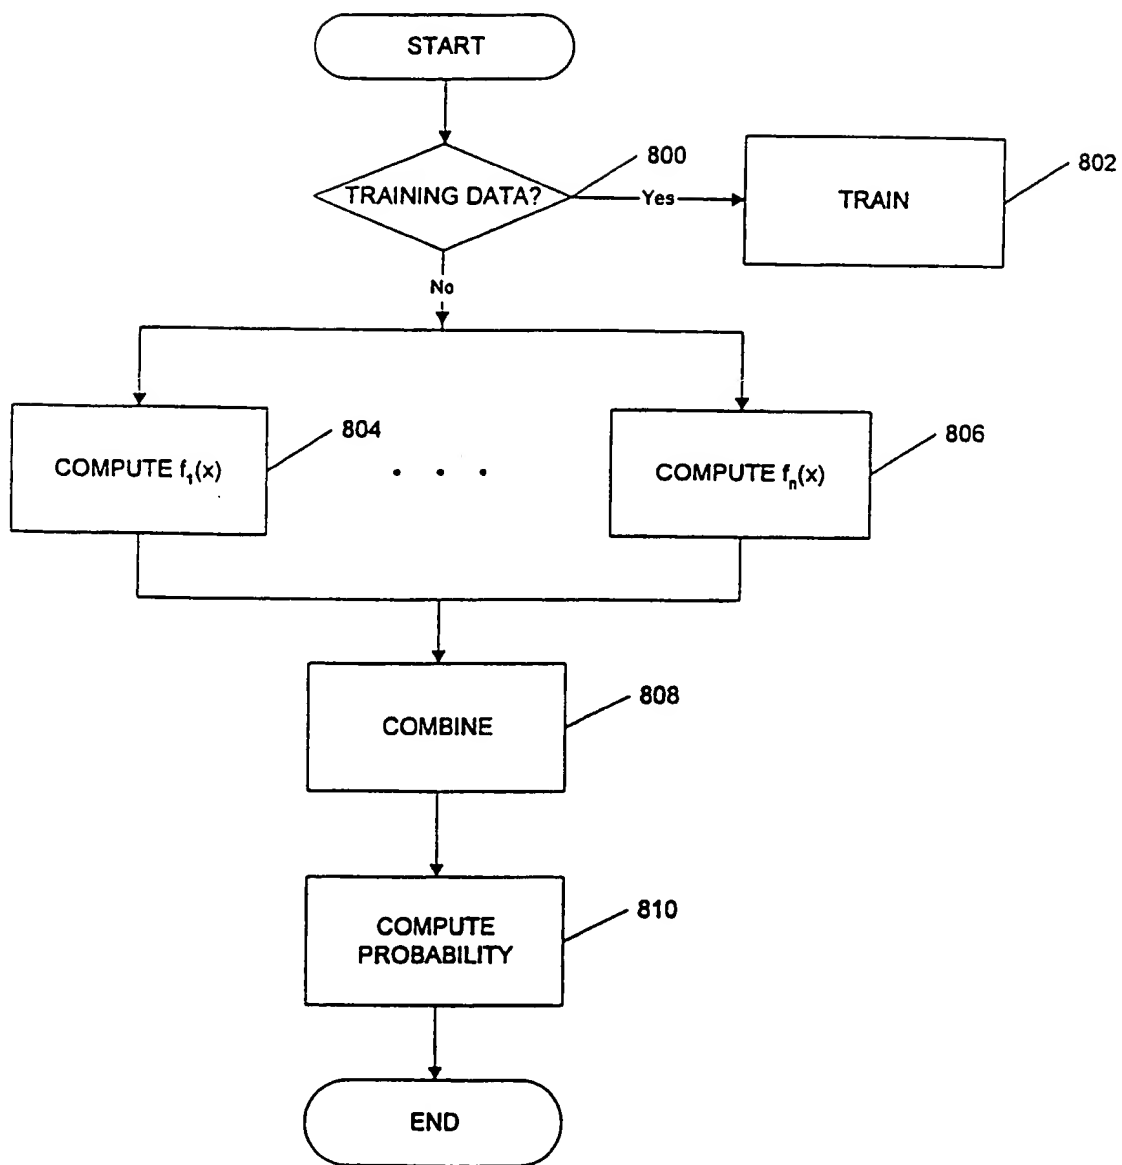 START
800
TRAINING DATA?
Yes
TRAIN
802
No
COMPUTE f₁(x)
804
. . .
COMPUTE fₙ(x)
806
COMBINE
808
COMPUTE
PROBABILITY
810
END